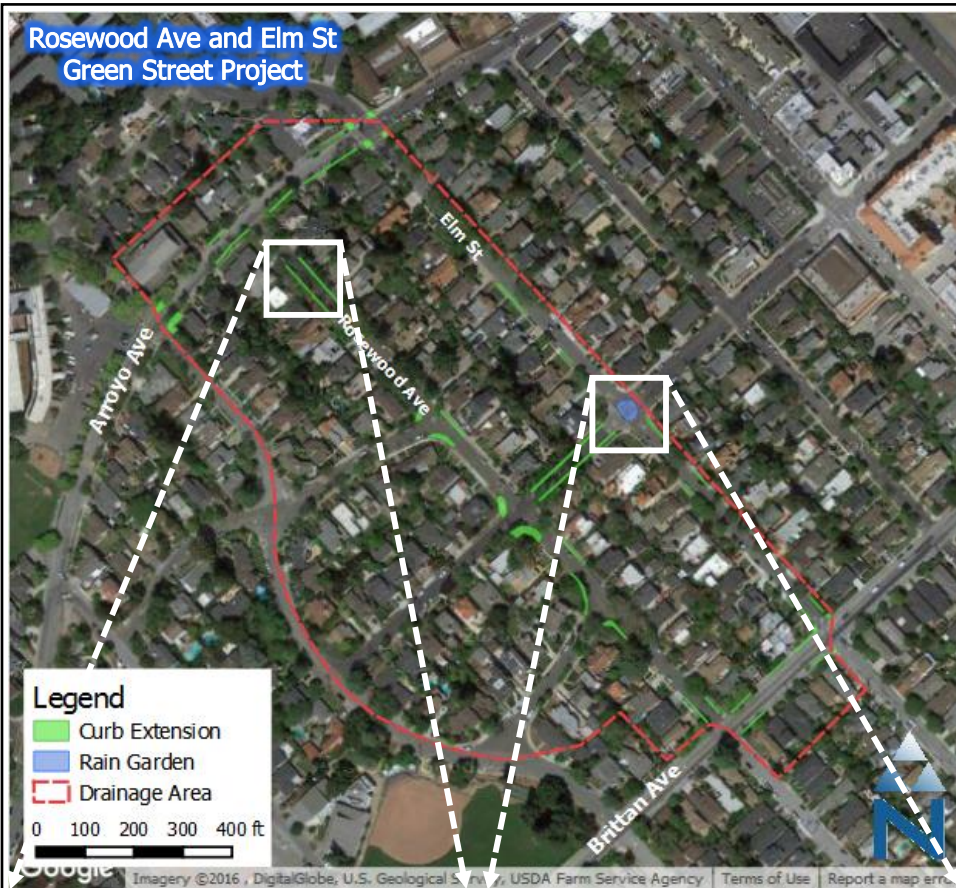 Rosewood Ave and Elm St
Green Street Project
Elm St
Rosewood Ave
Arroyo Ave
Legend
Curb Extension
Rain Garden
Drainage Area
0 100 200 300 400 ft
Brittan Ave
N
Google
Imagery ©2016 , DigitalGlobe, U.S. Geological Survey, USDA Farm Service Agency Terms of Use Report a map erro